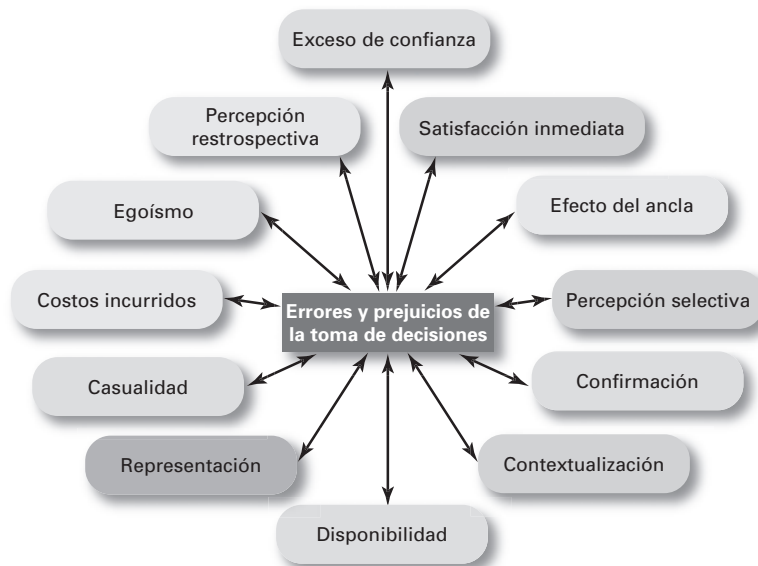 Exceso de confianza
Percepción
restrospectiva
Satisfacción inmediata
Egoísmo
Efecto del ancla
Costos incurridos
Errores y prejuicios de
la toma de decisiones
Percepción selectiva
Casualidad
Confirmación
Representación
Contextualización
Disponibilidad